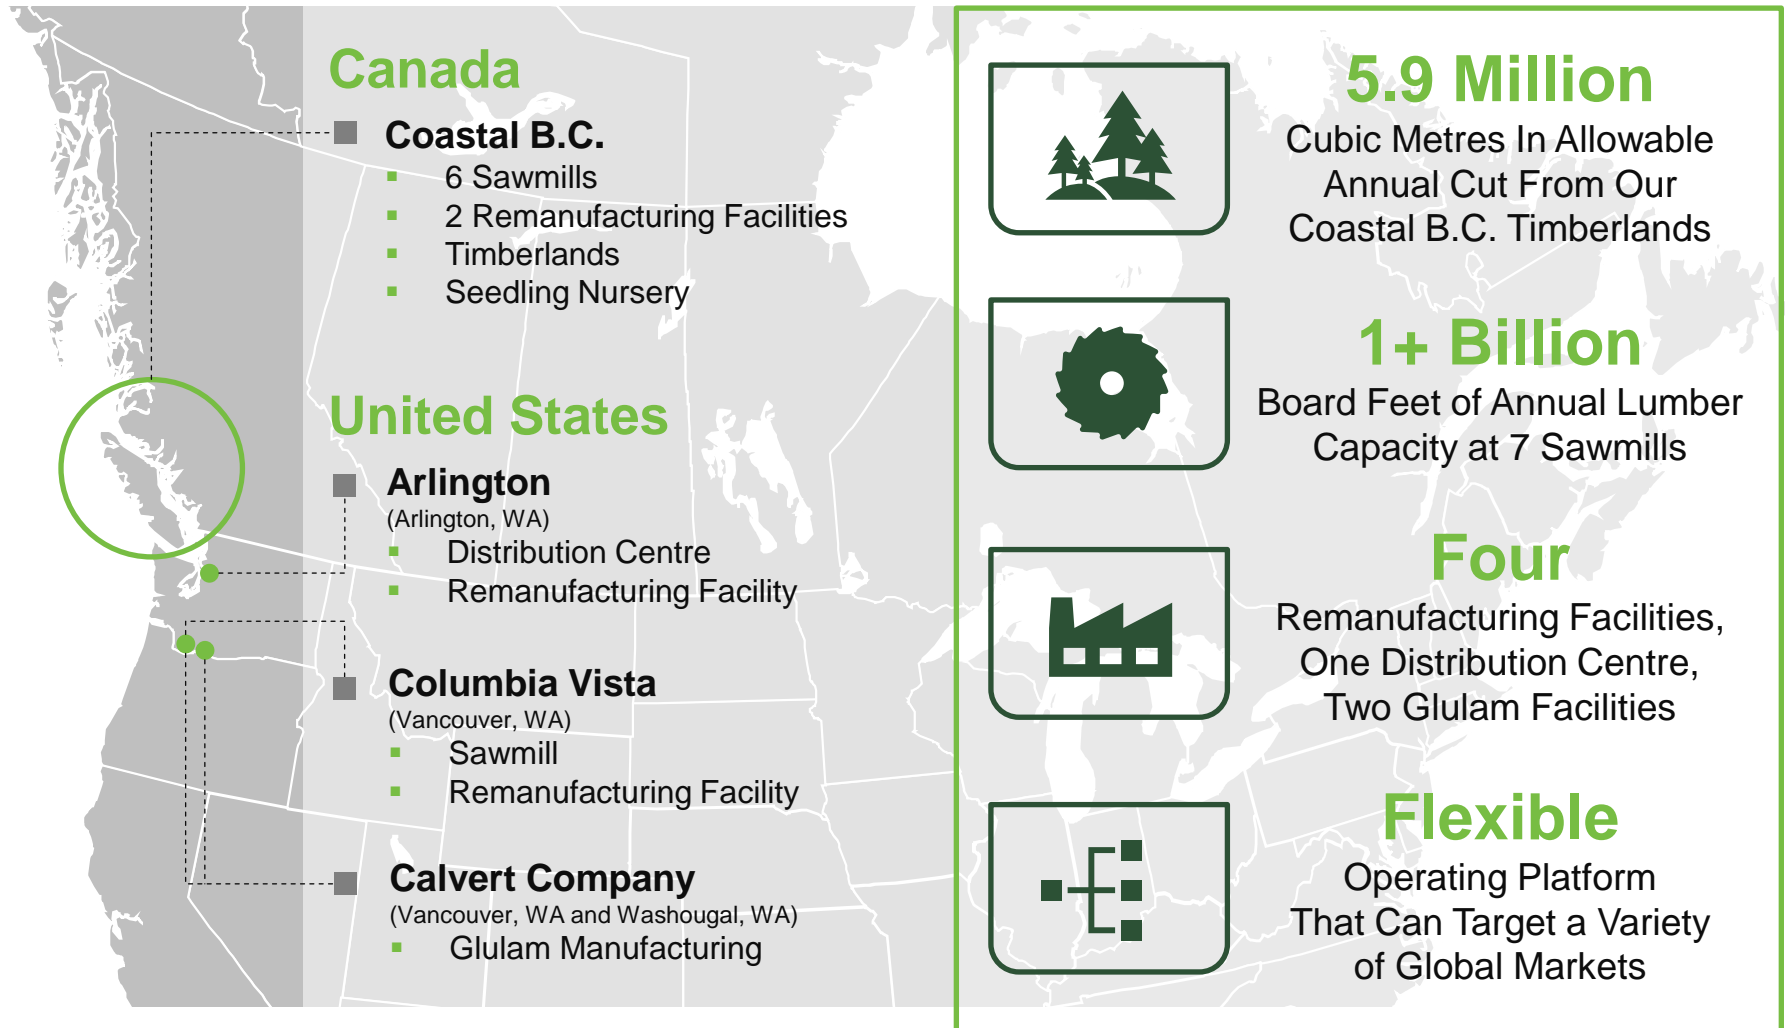 Canada
Coastal B.C.
▪ 6 Sawmills
▪ 2 Remanufacturing Facilities
▪ Timberlands
▪ Seedling Nursery
United States
Arlington
(Arlington, WA)
▪ Distribution Centre
▪ Remanufacturing Facility
Columbia Vista
(Vancouver, WA)
▪ Sawmill
▪ Remanufacturing Facility
Calvert Company
(Vancouver, WA and Washougal, WA)
▪ Glulam Manufacturing
5.9 Million
Cubic Metres In Allowable
Annual Cut From Our
Coastal B.C. Timberlands
1+ Billion
Board Feet of Annual Lumber
Capacity at 7 Sawmills
Four
Remanufacturing Facilities,
One Distribution Centre,
Two Glulam Facilities
Flexible
Operating Platform
That Can Target a Variety
of Global Markets